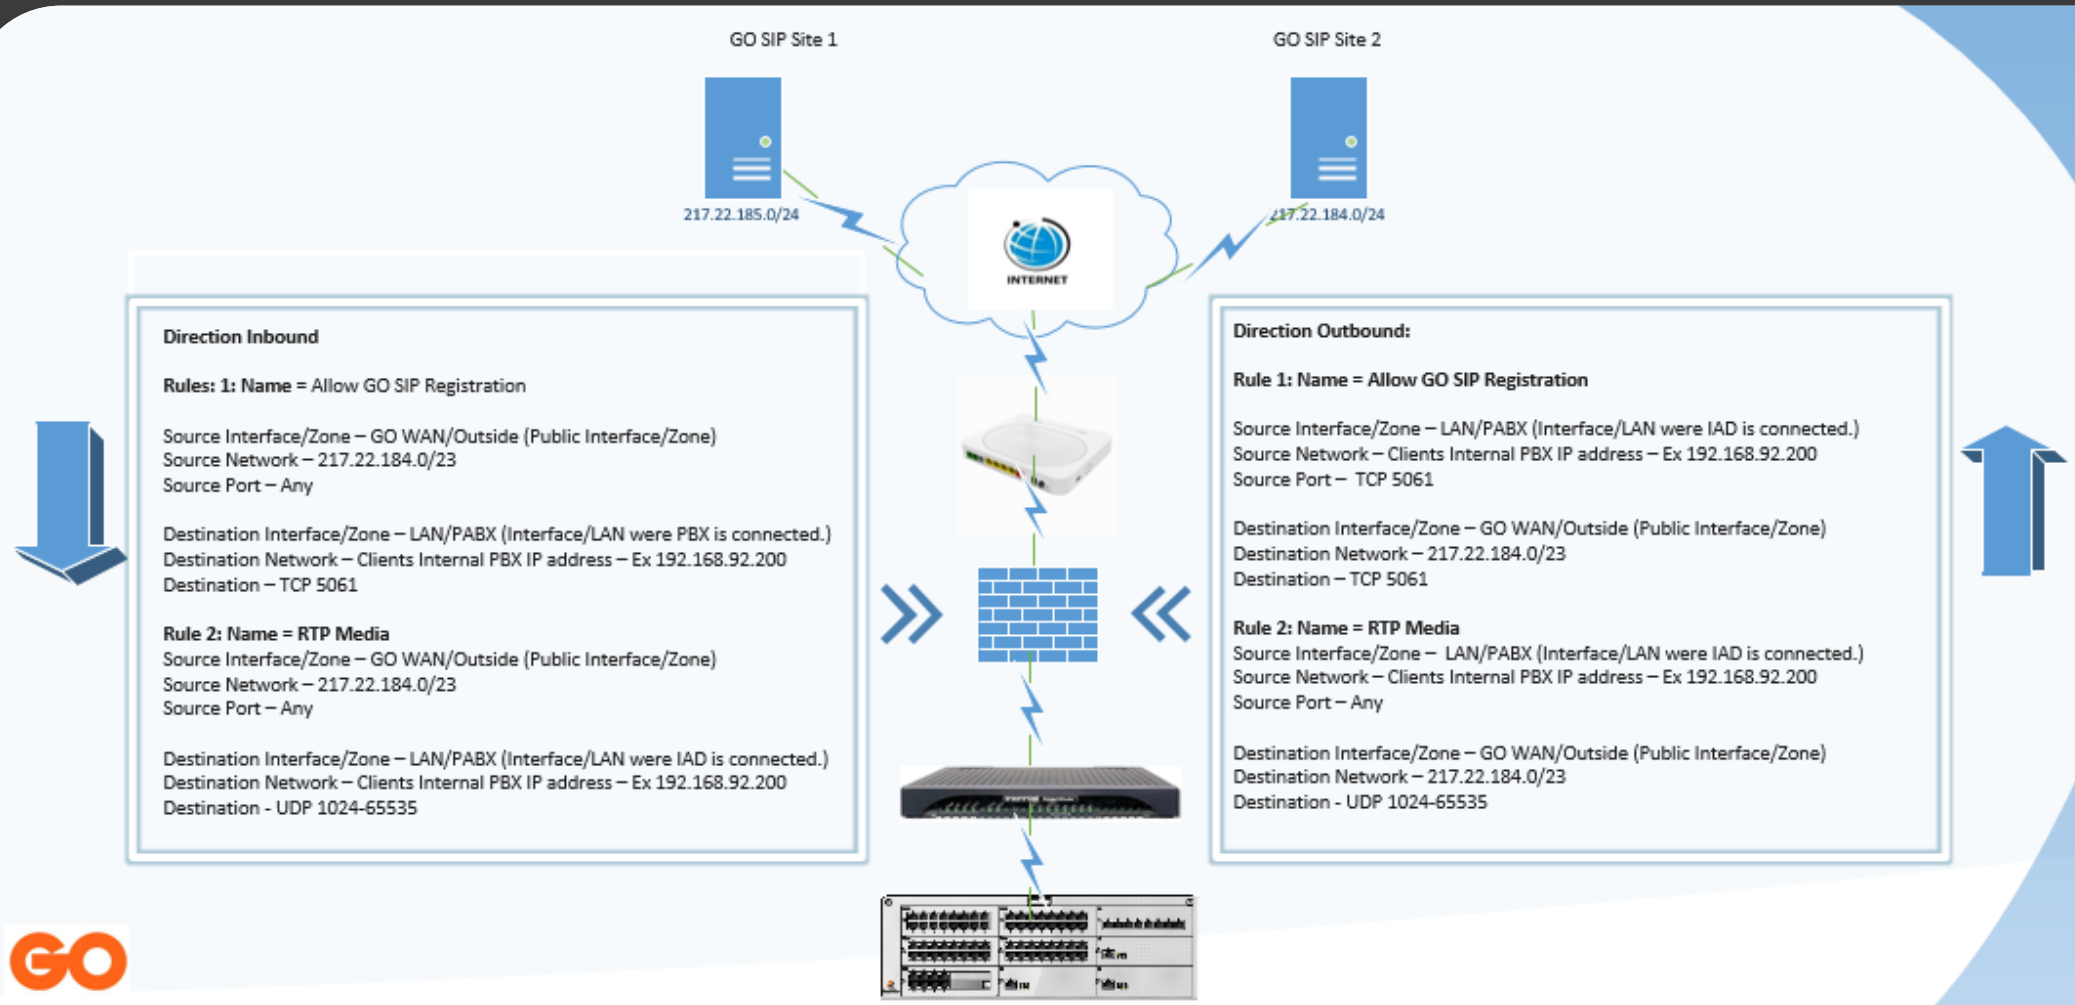 GO SIP Site 1
GO SIP Site 2
217.22.185.0/24
217.22.184.0/24
INTERNET
Direction Inbound
Rules: 1: Name = Allow GO SIP Registration
Source Interface/Zone – GO WAN/Outside (Public Interface/Zone)
Source Network – 217.22.184.0/23
Source Port – Any
Destination Interface/Zone – LAN/PABX (Interface/LAN were PBX is connected.)
Destination Network – Clients Internal PBX IP address – Ex 192.168.92.200
Destination – TCP 5061
Rule 2: Name = RTP Media
Source Interface/Zone – GO WAN/Outside (Public Interface/Zone)
Source Network – 217.22.184.0/23
Source Port – Any
Destination Interface/Zone – LAN/PABX (Interface/LAN were IAD is connected.)
Destination Network – Clients Internal PBX IP address – Ex 192.168.92.200
Destination - UDP 1024-65535
Direction Outbound:
Rule 1: Name = Allow GO SIP Registration
Source Interface/Zone – LAN/PABX (Interface/LAN were IAD is connected.)
Source Network – Clients Internal PBX IP address – Ex 192.168.92.200
Source Port – TCP 5061
Destination Interface/Zone – GO WAN/Outside (Public Interface/Zone)
Destination Network – 217.22.184.0/23
Destination – TCP 5061
Rule 2: Name = RTP Media
Source Interface/Zone – LAN/PABX (Interface/LAN were IAD is connected.)
Source Network – Clients Internal PBX IP address – Ex 192.168.92.200
Source Port – Any
Destination Interface/Zone – GO WAN/Outside (Public Interface/Zone)
Destination Network – 217.22.184.0/23
Destination - UDP 1024-65535
GO